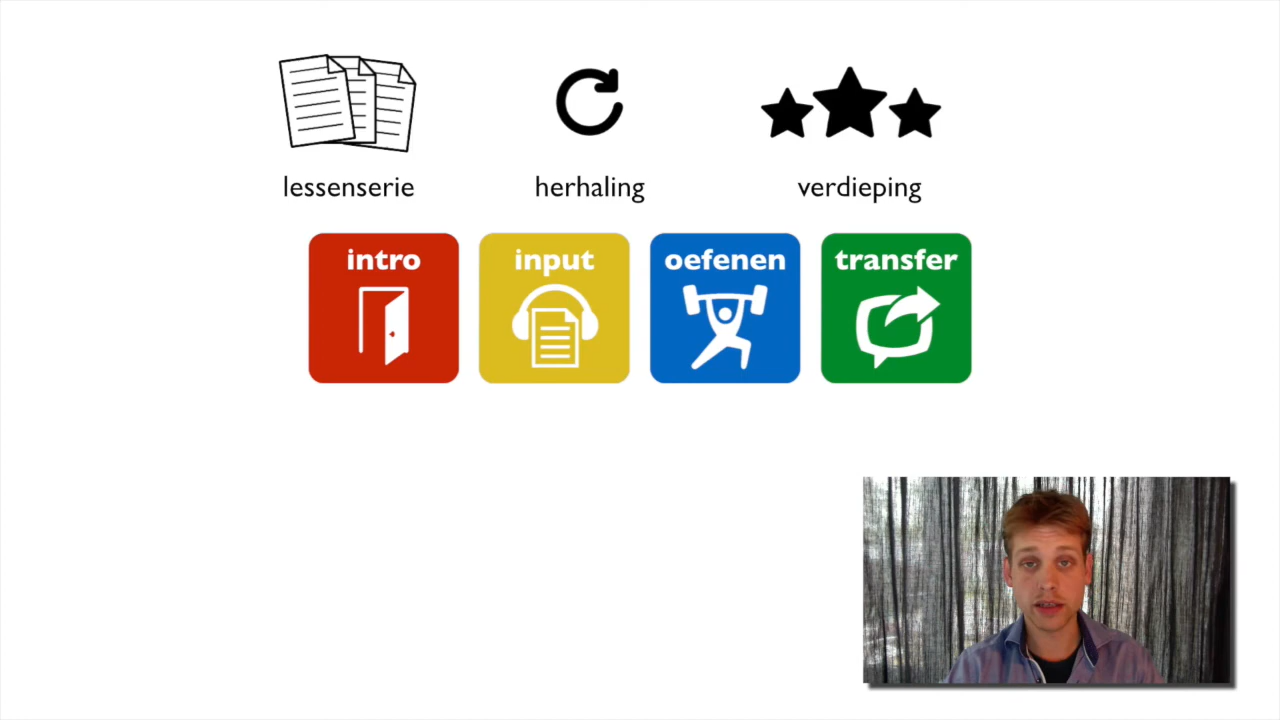 lessenserie
herhaling
verdieping
intro
input
oefenen
transfer